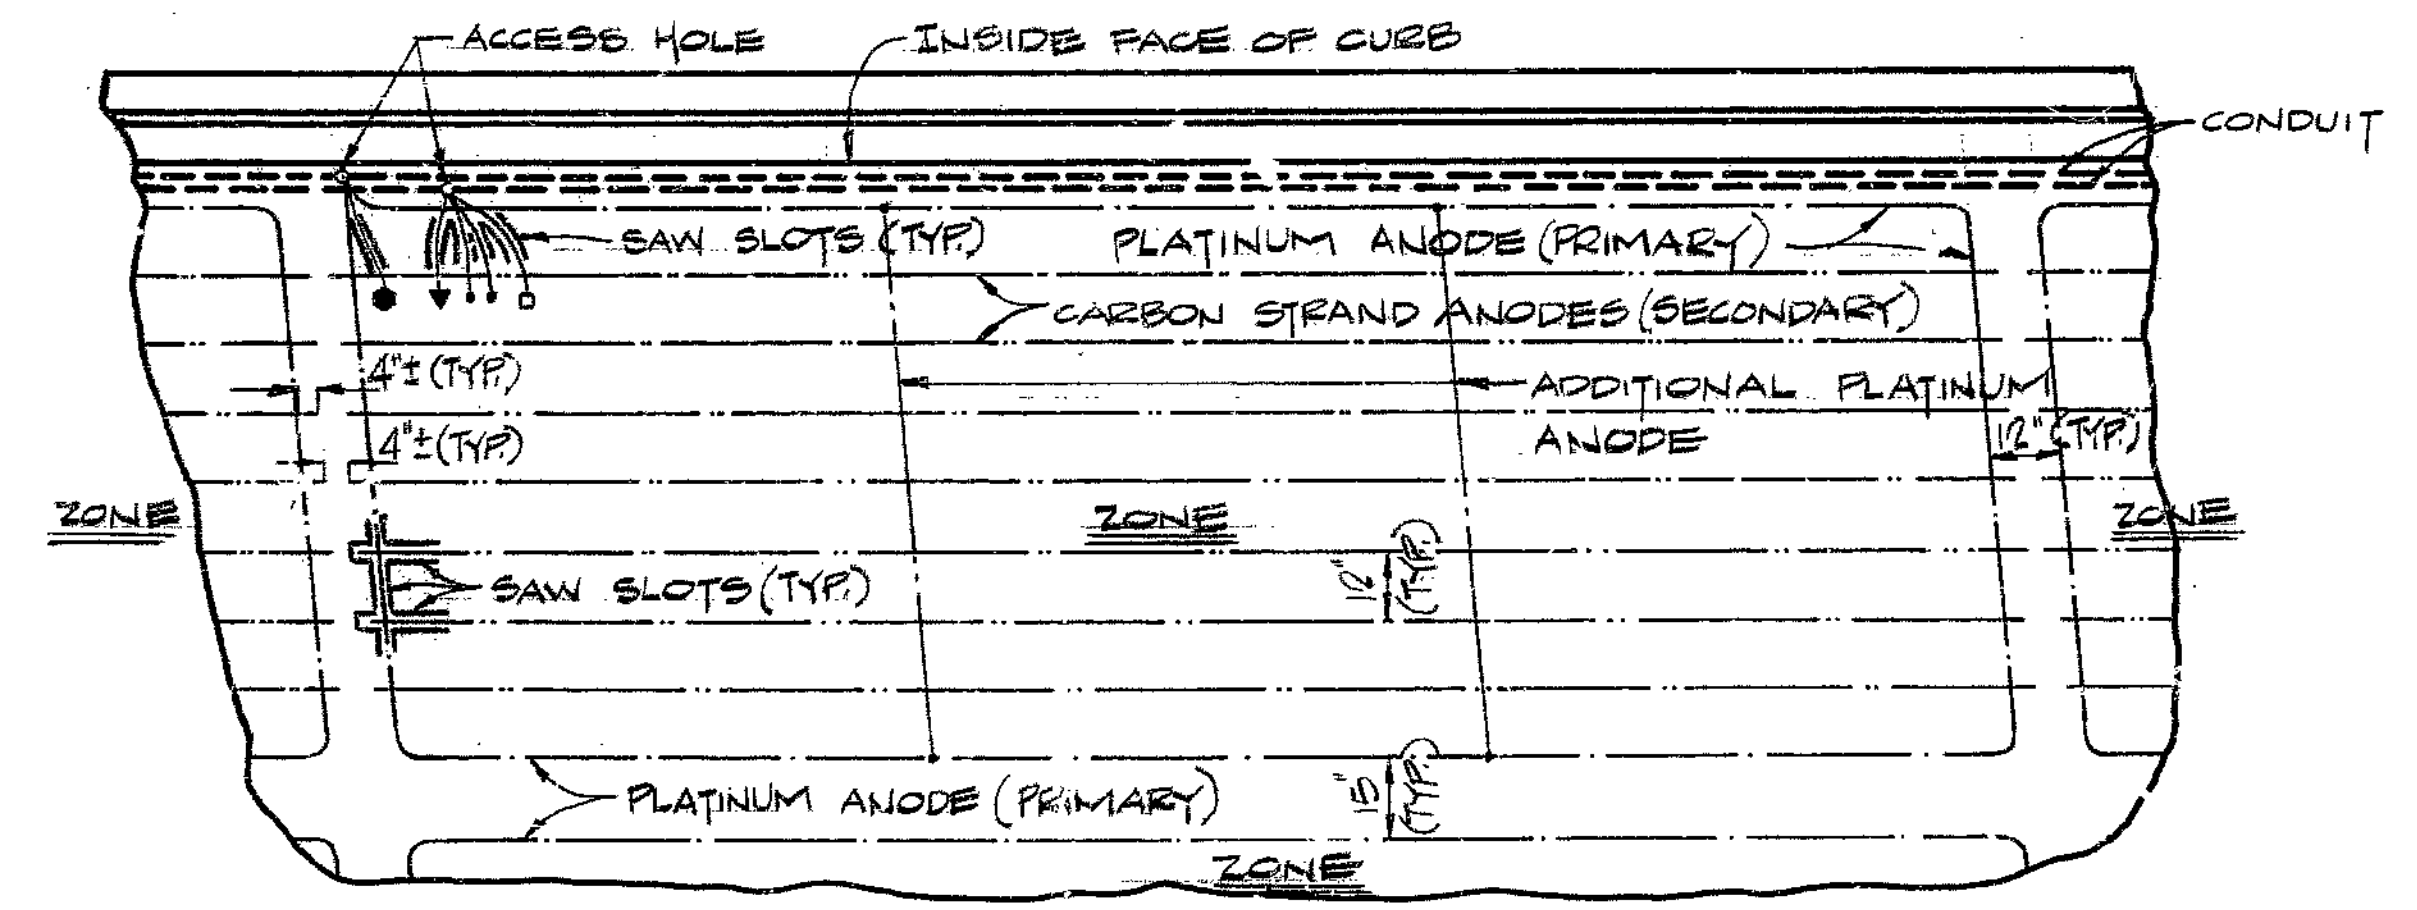 ACCESS HOLE
INSIDE FACE OF CURB
CONDUIT
SAW SLOTS (TYP.)
PLATINUM ANODE (PRIMARY)
CARBON STRAND ANODES (SECONDARY)
4"± (TYP.)
ADDITIONAL PLATINUM
ANODE
4"± (TYP.)
12" (TYP.)
ZONE
ZONE
ZONE
SAW SLOTS (TYP.)
12"
(TYP.)
PLATINUM ANODE (PRIMARY)
15"
(TYP.)
ZONE